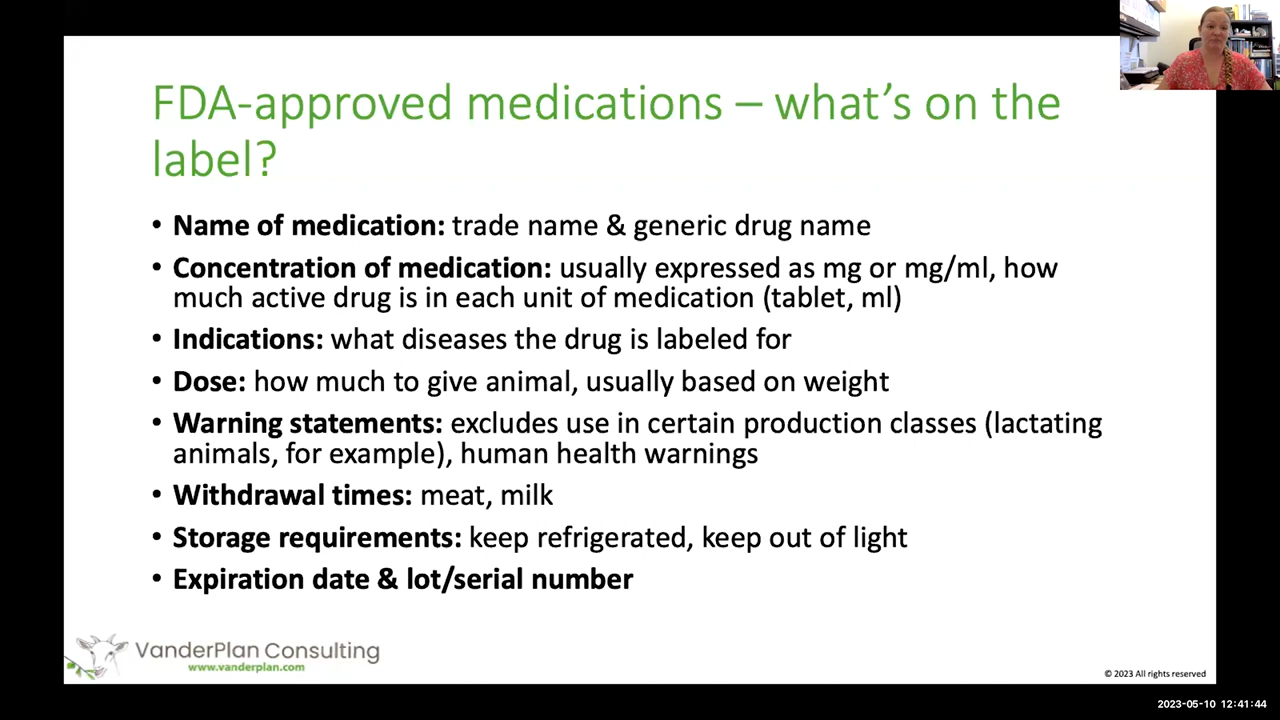 FDA-approved medications – what's on the
label?
• Name of medication: trade name & generic drug name
• Concentration of medication: usually expressed as mg or mg/ml, how
much active drug is in each unit of medication (tablet, ml)
• Indications: what diseases the drug is labeled for
• Dose: how much to give animal, usually based on weight
• Warning statements: excludes use in certain production classes (lactating
animals, for example), human health warnings
• Withdrawal times: meat, milk
• Storage requirements: keep refrigerated, keep out of light
• Expiration date & lot/serial number
VanderPlan Consulting
www.vanderplan.com
© 2023 All rights reserved
2023-05-10 12:41:44